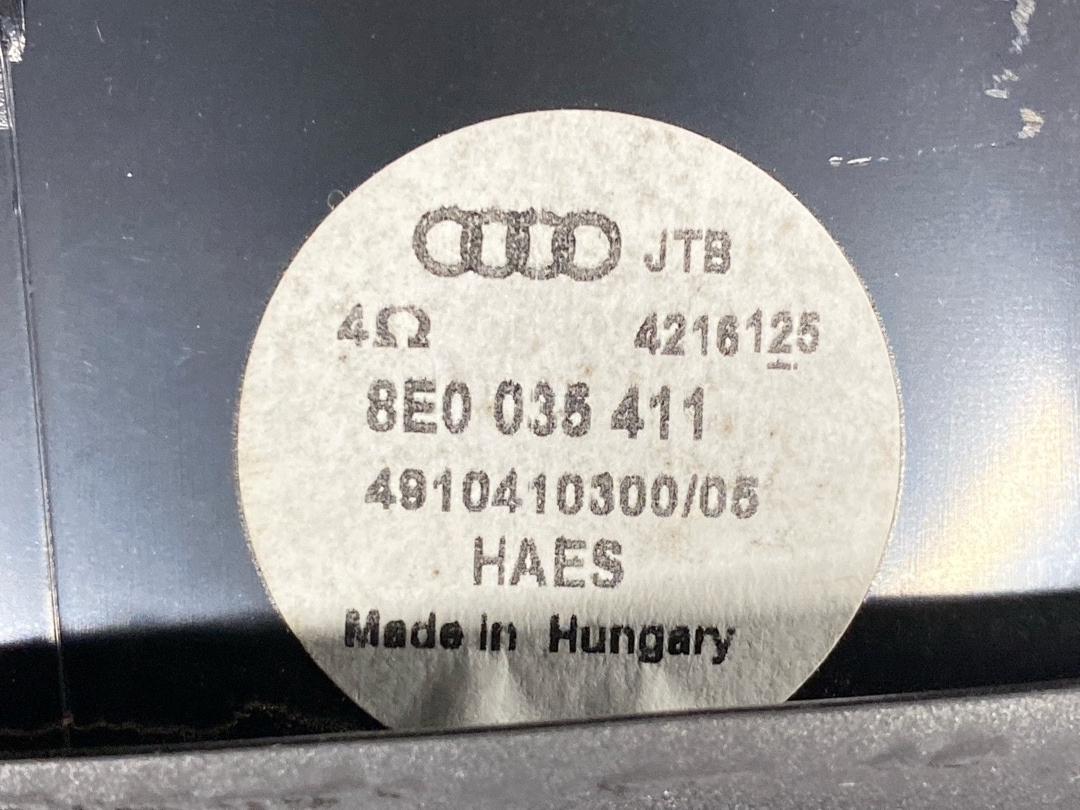 JTB
4Ω 4216125
8E0 035 411
4910410300/05
HAES
Made in Hungary